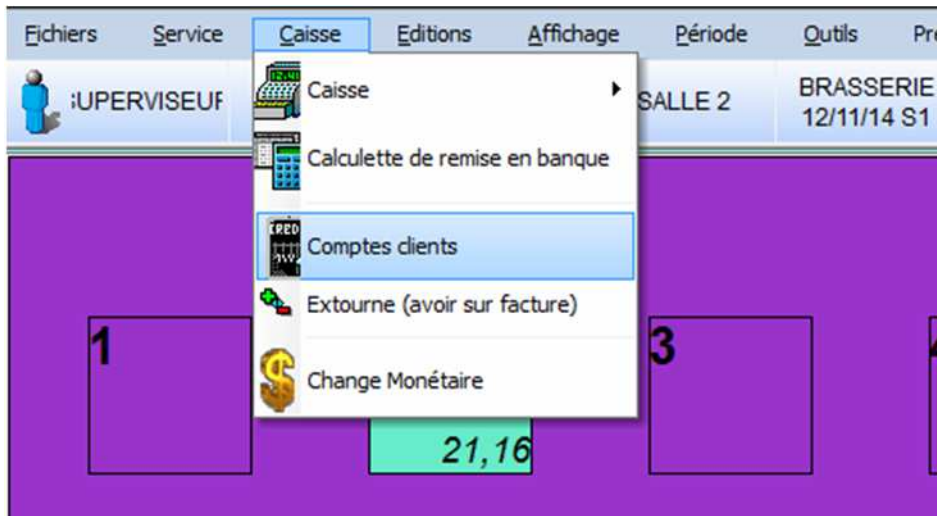 Fichiers Service Caisse Editions Affichage Période Outils
SUPERVISEUR SALLE 2 BRASSERIE
12/11/14 S1
Caisse
Calculette de remise en banque
Comptes clients
Extourne (avoir sur facture)
Change Monétaire
1 3
21,16